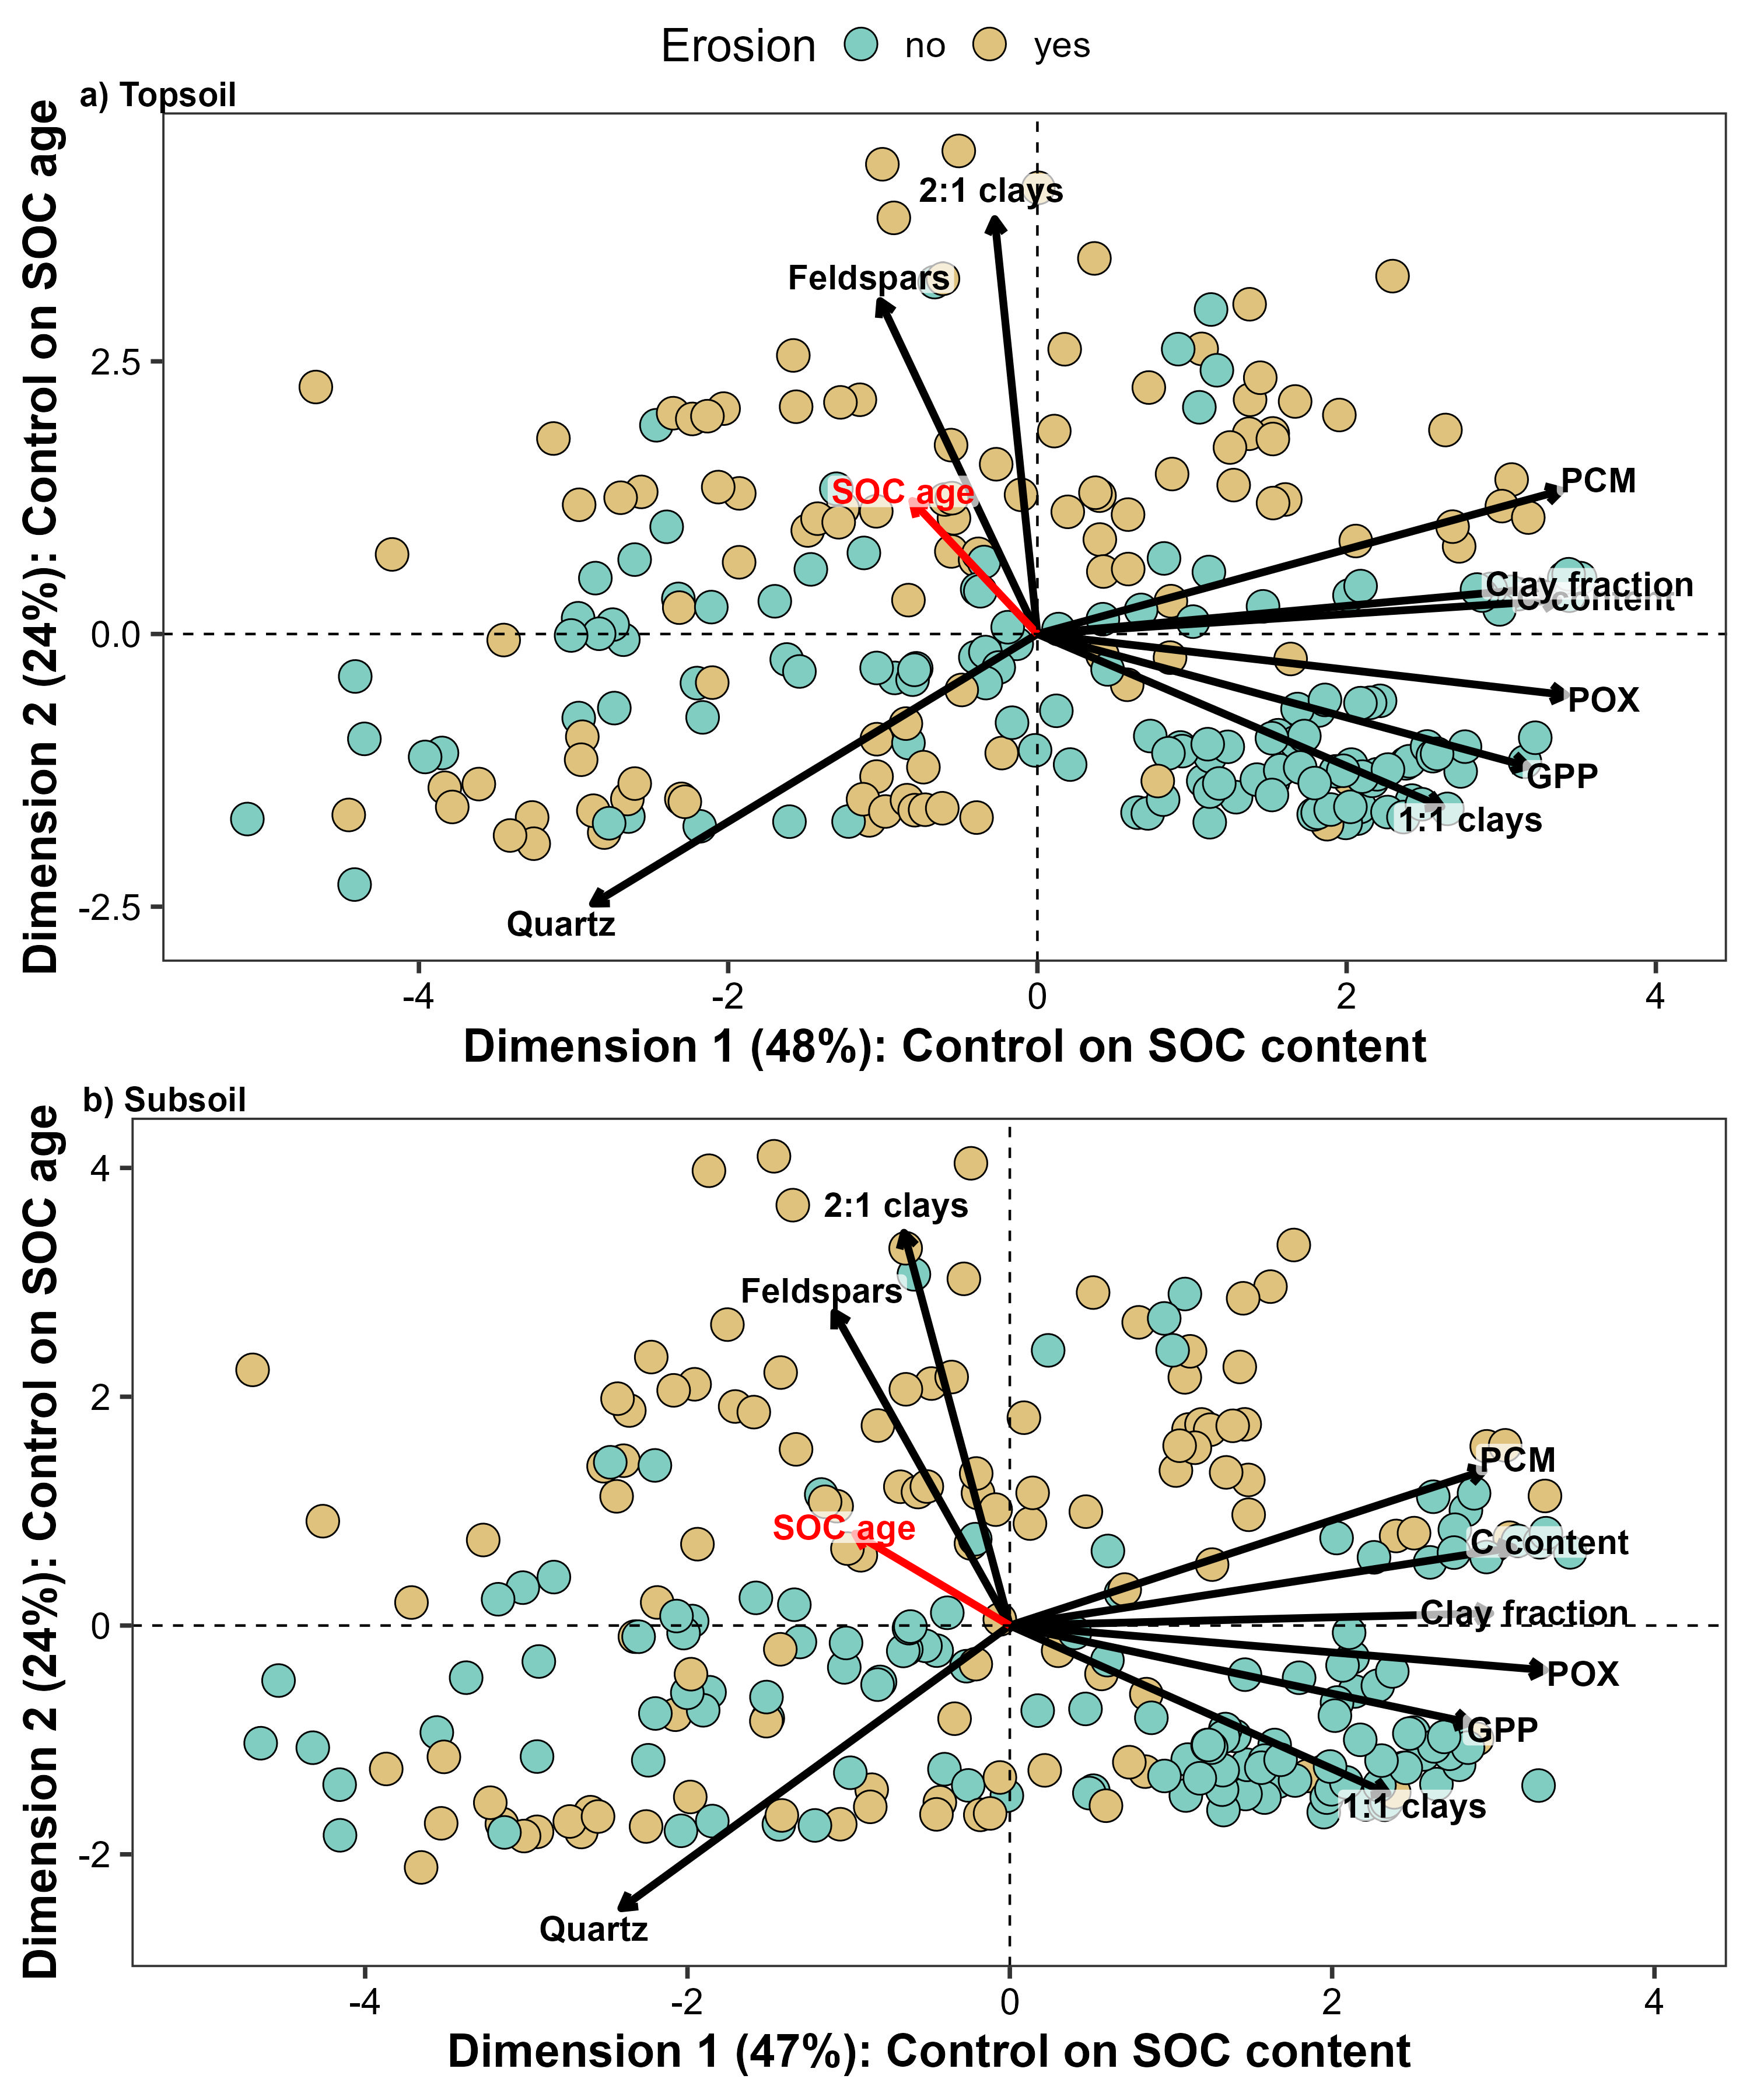 Erosion no yes
a) Topsoil
Dimension 2 (24%): Control on SOC age
2:1 clays
Feldspars
2.5
SOC age
PCM
Clay fraction
C content
0.0
POX
GPP
1:1 clays
-2.5
Quartz
-4 -2 0 2 4
Dimension 1 (48%): Control on SOC content
b) Subsoil
Dimension 2 (24%): Control on SOC age
4
2:1 clays
Feldspars
2
PCM
SOC age
C content
Clay fraction
0
POX
GPP
1:1 clays
-2
Quartz
-4 -2 0 2 4
Dimension 1 (47%): Control on SOC content